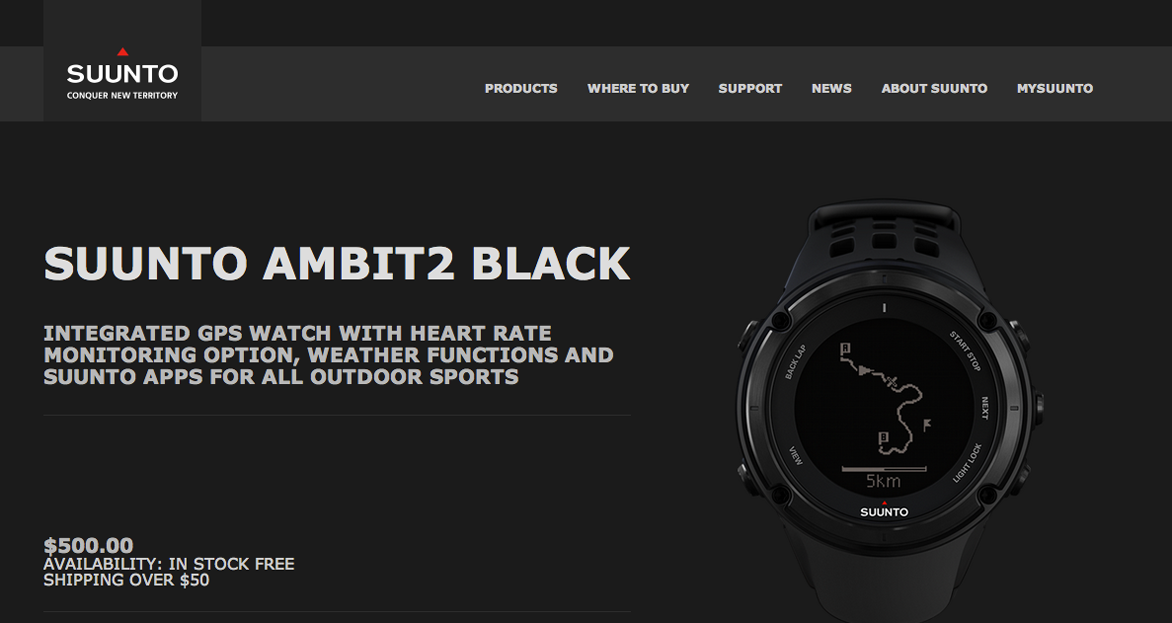 SUUNTO
CONQUER NEW TERRITORY
PRODUCTS WHERE TO BUY SUPPORT NEWS ABOUT SUUNTO MYSUUNTO
SUUNTO AMBIT2 BLACK
INTEGRATED GPS WATCH WITH HEART RATE
MONITORING OPTION, WEATHER FUNCTIONS AND
SUUNTO APPS FOR ALL OUTDOOR SPORTS
$500.00
AVAILABILITY: IN STOCK FREE
SHIPPING OVER $50
BACK LAP
START STOP
NEXT
VIEW
LIGHT LOCK
5km
SUUNTO